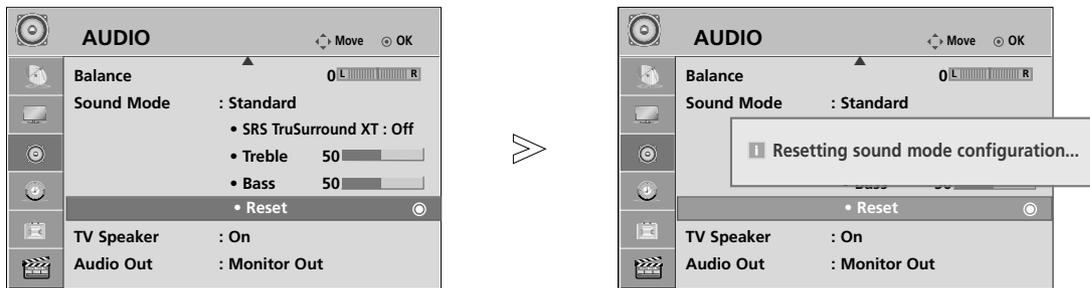 AUDIO
Move OK
Balance 0 L R
Sound Mode : Standard
• SRS TruSurround XT : Off
• Treble 50
• Bass 50
• Reset
TV Speaker : On
Audio Out : Monitor Out
AUDIO
Move OK
Balance 0 L R
Sound Mode : Standard
i Resetting sound mode configuration...
• Reset
TV Speaker : On
Audio Out : Monitor Out